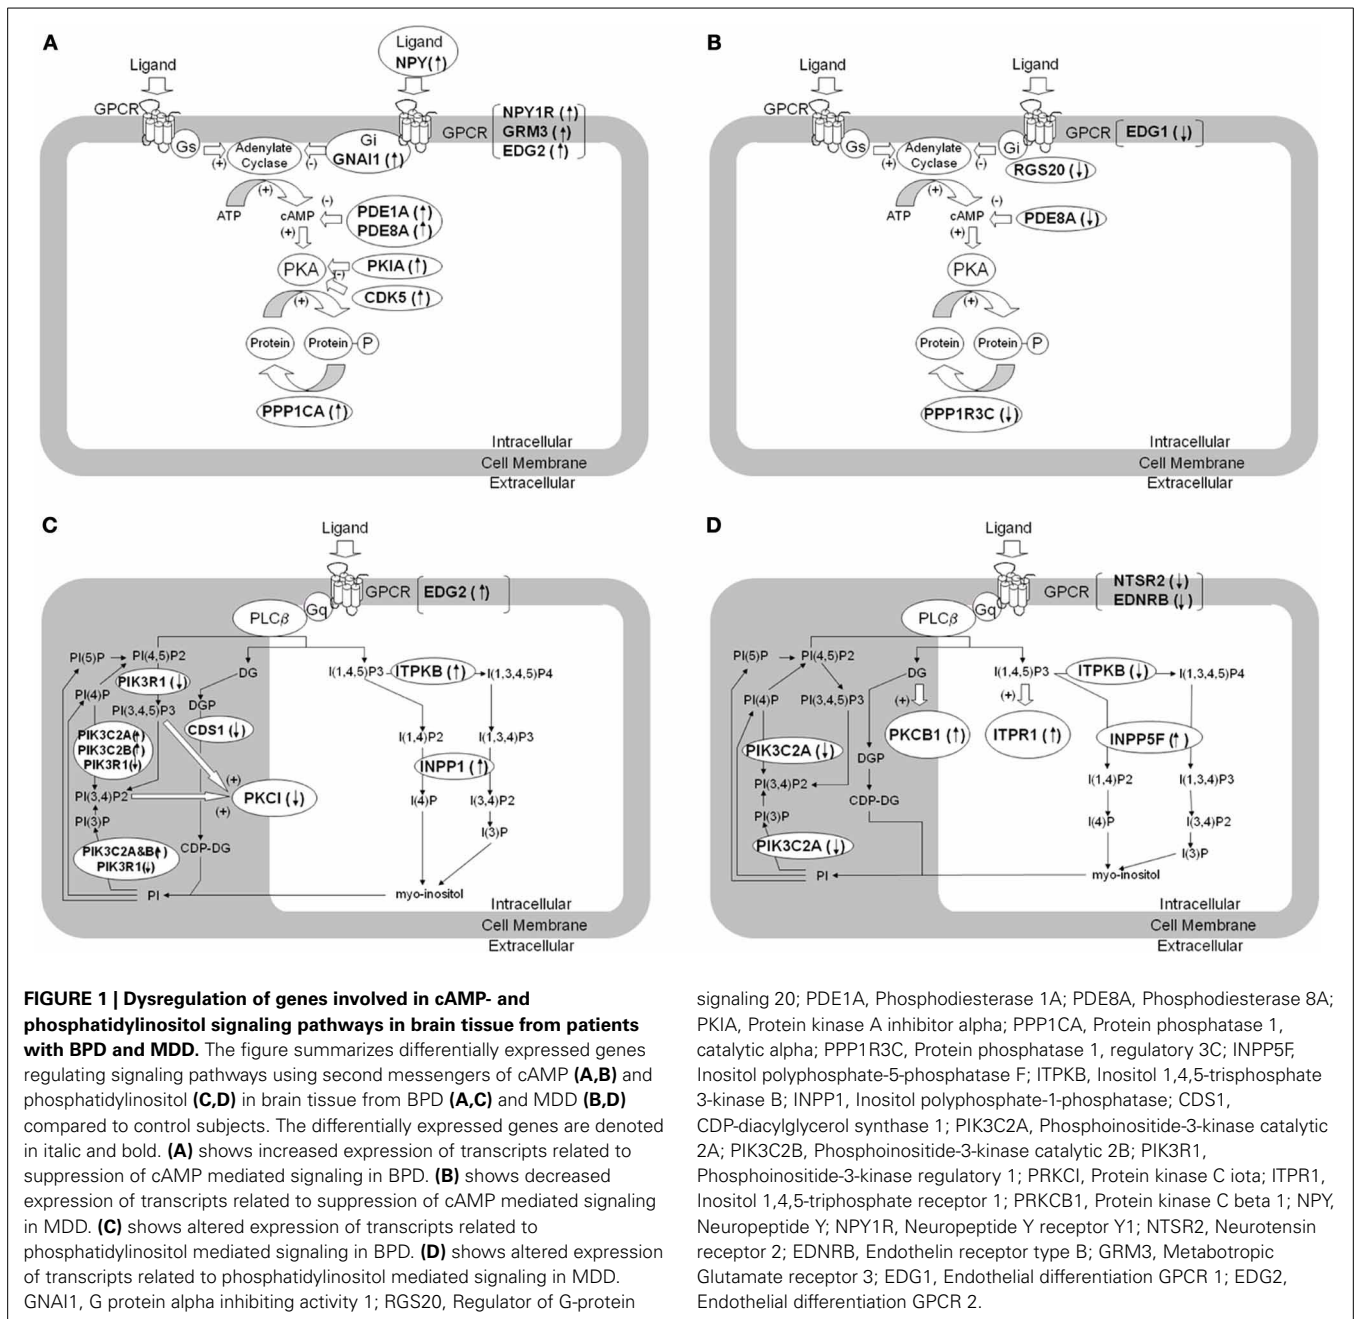 A
Ligand
Ligand
NPY(↑)
GPCR
GPCR
NPY1R (↑)
GRM3 (↑)
EDG2 (↑)
Gs
(+)
Adenylate
Cyclase
(-)
Gi
GNAI1 (↑)
(+)
ATP
cAMP
(-)
PDE1A (↑)
PDE8A (↑)
(+)
PKA
(-)
PKIA (↑)
CDK5 (↑)
(+)
Protein
Protein
P
PPP1CA (↑)
Intracellular
Cell Membrane
Extracellular
B
Ligand
Ligand
GPCR
GPCR
EDG1 (↓)
Gs
(+)
Adenylate
Cyclase
(-)
Gi
RGS20 (↓)
(+)
ATP
cAMP
(-)
PDE8A (↓)
(+)
PKA
(+)
Protein
Protein
P
PPP1R3C (↓)
Intracellular
Cell Membrane
Extracellular
C
Ligand
GPCR
EDG2 (↑)
PLCβ
Gq
PI(5)P
PI(4,5)P2
DG
I(1,4,5)P3
ITPKB (↑)
I(1,3,4,5)P4
PIK3R1 (↓)
PI(4)P
PI(3,4,5)P3
DGP
CDS1 (↓)
PIK3C2A(↑)
PIK3C2B(↑)
PIK3R1(↓)
I(1,4)P2
I(1,3,4)P3
INPP1 (↑)
(+)
PI(3,4)P2
PKCI (↓)
(+)
I(4)P
I(3,4)P2
PI(3)P
I(3)P
PIK3C2A&B(↑)
PIK3R1(↓)
CDP-DG
PI
myo-inositol
Intracellular
Cell Membrane
Extracellular
D
Ligand
GPCR
NTSR2 (↓)
EDNRB (↓)
PLCβ
Gq
PI(5)P
PI(4,5)P2
DG
I(1,4,5)P3
ITPKB (↓)
I(1,3,4,5)P4
PI(4)P
PI(3,4,5)P3
(+)
(+)
PKCB1 (↑)
ITPR1 (↑)
INPP5F (↑)
PIK3C2A (↓)
DGP
PI(3,4)P2
I(1,4)P2
I(1,3,4)P3
CDP-DG
PI(3)P
I(4)P
I(3,4)P2
PIK3C2A (↓)
I(3)P
PI
myo-inositol
Intracellular
Cell Membrane
Extracellular
FIGURE 1 | Dysregulation of genes involved in cAMP- and
phosphatidylinositol signaling pathways in brain tissue from patients
with BPD and MDD. The figure summarizes differentially expressed genes
regulating signaling pathways using second messengers of cAMP (A,B) and
phosphatidylinositol (C,D) in brain tissue from BPD (A,C) and MDD (B,D)
compared to control subjects. The differentially expressed genes are denoted
in italic and bold. (A) shows increased expression of transcripts related to
suppression of cAMP mediated signaling in BPD. (B) shows decreased
expression of transcripts related to suppression of cAMP mediated signaling
in MDD. (C) shows altered expression of transcripts related to
phosphatidylinositol mediated signaling in BPD. (D) shows altered expression
of transcripts related to phosphatidylinositol mediated signaling in MDD.
GNAI1, G protein alpha inhibiting activity 1; RGS20, Regulator of G-protein
signaling 20; PDE1A, Phosphodiesterase 1A; PDE8A, Phosphodiesterase 8A;
PKIA, Protein kinase A inhibitor alpha; PPP1CA, Protein phosphatase 1,
catalytic alpha; PPP1R3C, Protein phosphatase 1, regulatory 3C; INPP5F,
Inositol polyphosphate-5-phosphatase F; ITPKB, Inositol 1,4,5-trisphosphate
3-kinase B; INPP1, Inositol polyphosphate-1-phosphatase; CDS1,
CDP-diacylglycerol synthase 1; PIK3C2A, Phosphoinositide-3-kinase catalytic
2A; PIK3C2B, Phosphoinositide-3-kinase catalytic 2B; PIK3R1,
Phosphoinositide-3-kinase regulatory 1; PRKCI, Protein kinase C iota; ITPR1,
Inositol 1,4,5-triphosphate receptor 1; PRKCB1, Protein kinase C beta 1; NPY,
Neuropeptide Y; NPY1R, Neuropeptide Y receptor Y1; NTSR2, Neurotensin
receptor 2; EDNRB, Endothelin receptor type B; GRM3, Metabotropic
Glutamate receptor 3; EDG1, Endothelial differentiation GPCR 1; EDG2,
Endothelial differentiation GPCR 2.